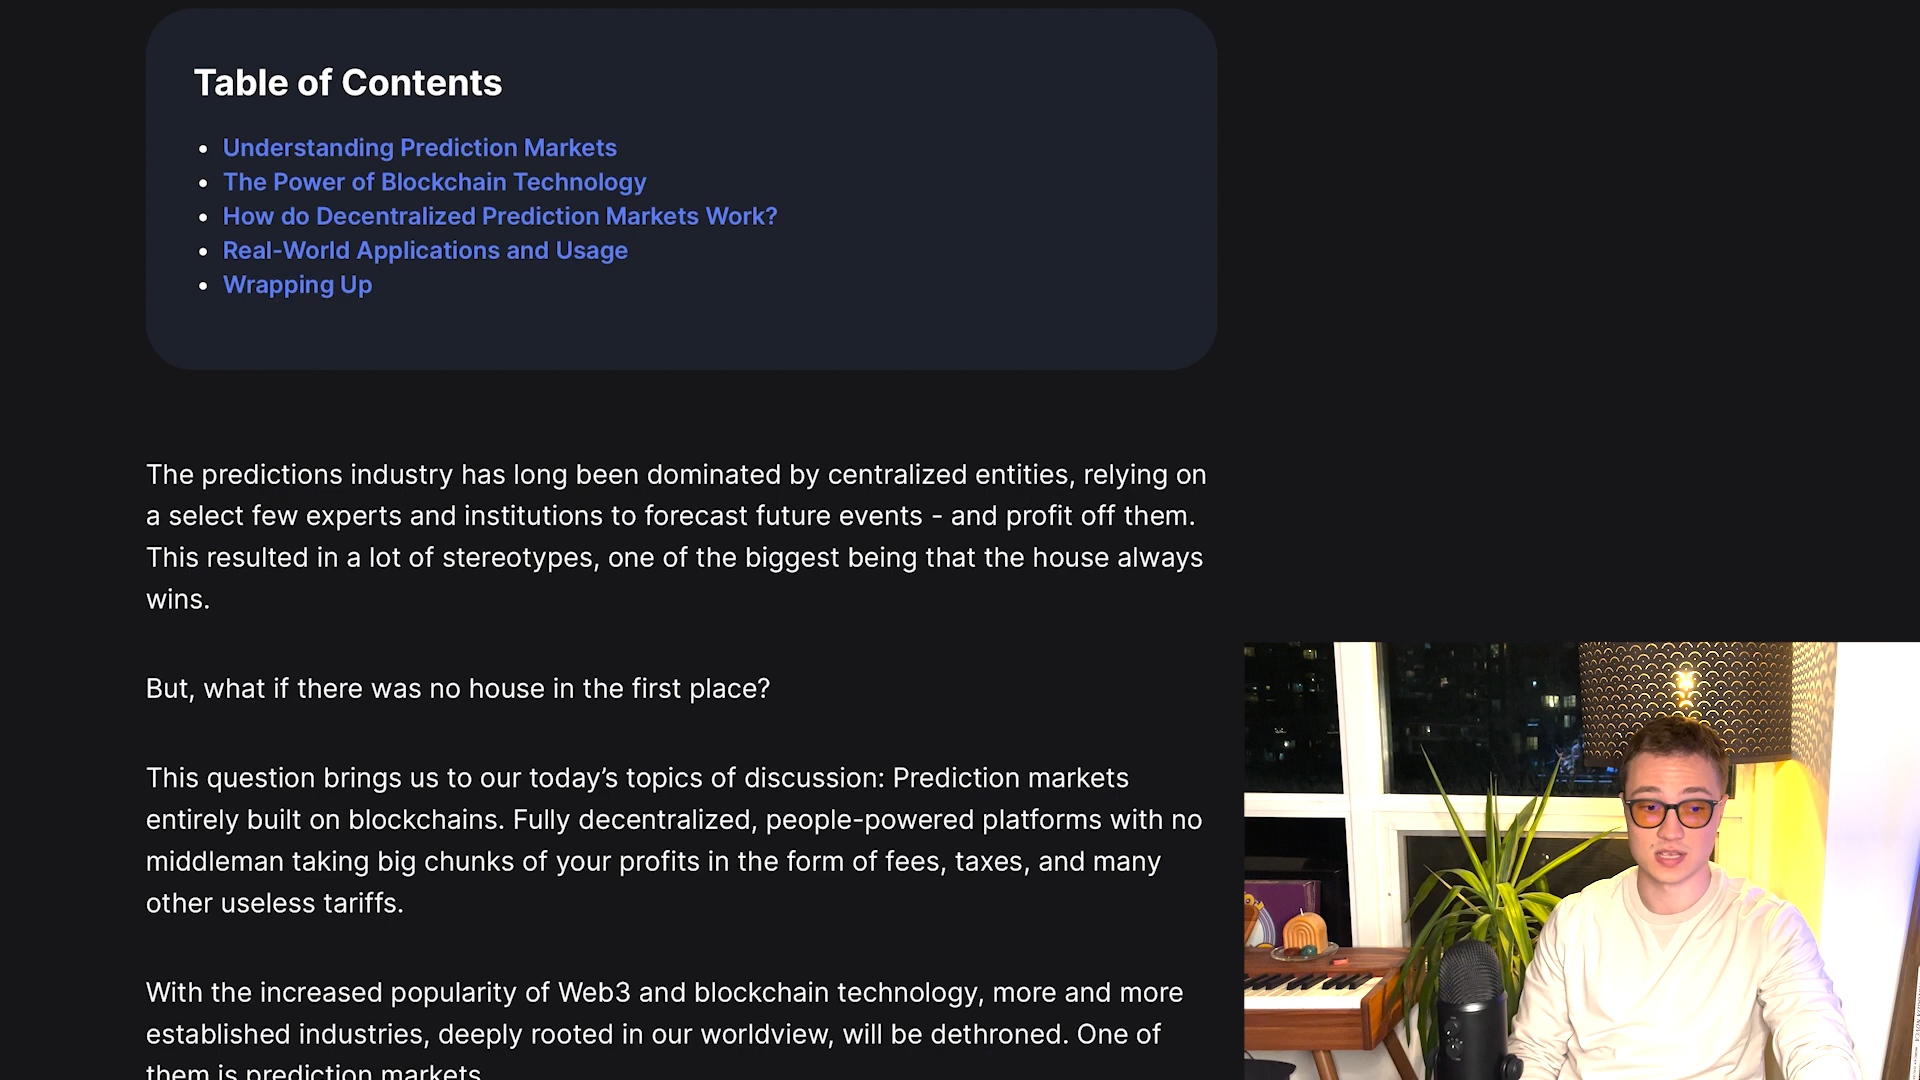 Table of Contents
Understanding Prediction Markets
The Power of Blockchain Technology
How do Decentralized Prediction Markets Work?
Real-World Applications and Usage
Wrapping Up
The predictions industry has long been dominated by centralized entities, relying on
a select few experts and institutions to forecast future events - and profit off them.
This resulted in a lot of stereotypes, one of the biggest being that the house always
wins.
But, what if there was no house in the first place?
This question brings us to our today’s topics of discussion: Prediction markets
entirely built on blockchains. Fully decentralized, people-powered platforms with no
middleman taking big chunks of your profits in the form of fees, taxes, and many
other useless tariffs.
With the increased popularity of Web3 and blockchain technology, more and more
established industries, deeply rooted in our worldview, will be dethroned. One of
them is prediction markets.